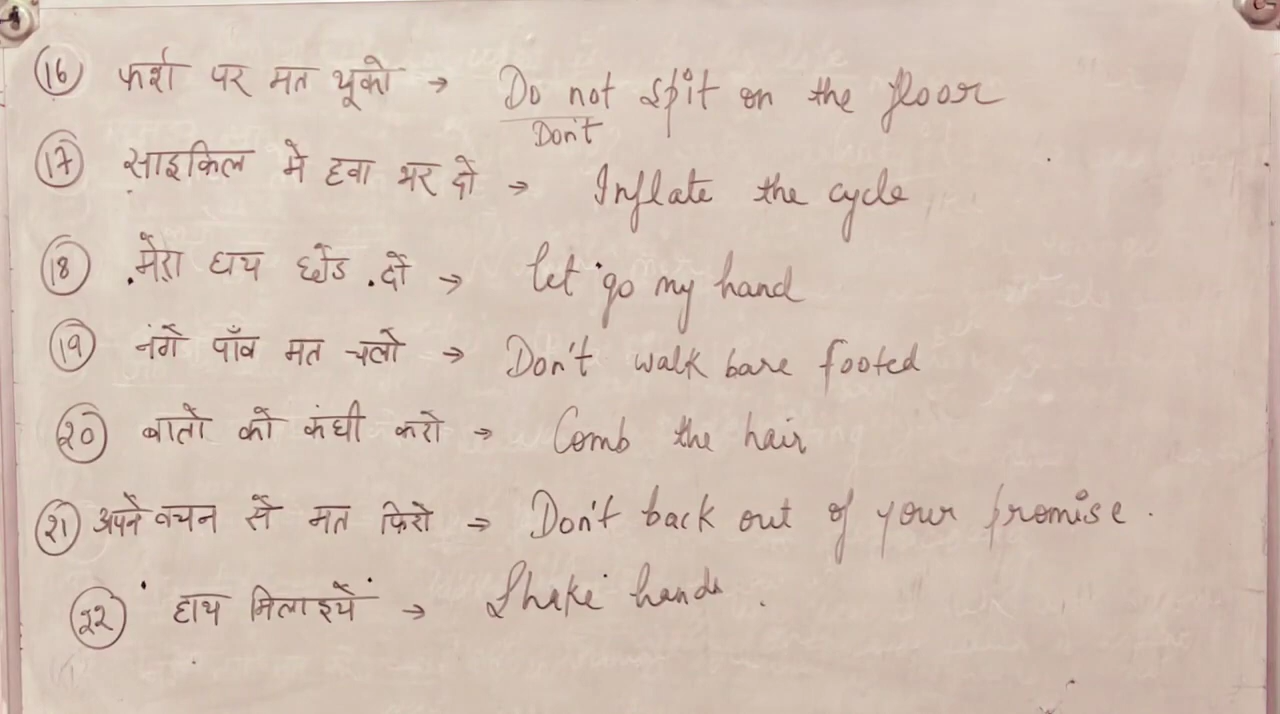 (16) फर्श पर मत थूको → Do not spit on the floor
Don't
(17) साइकिल मे हवा भर दो → Inflate the cycle
(18) मेरा हाथ छोड दो → let go my hand
(19) नंगे पाँव मत चलो → Don't walk bare footed
(20) बालो को कंघी करो → Comb the hair
(21) अपने वचन से मत फिरो → Don't back out of your promise.
(22) हाथ मिलाइये → Shake hands.